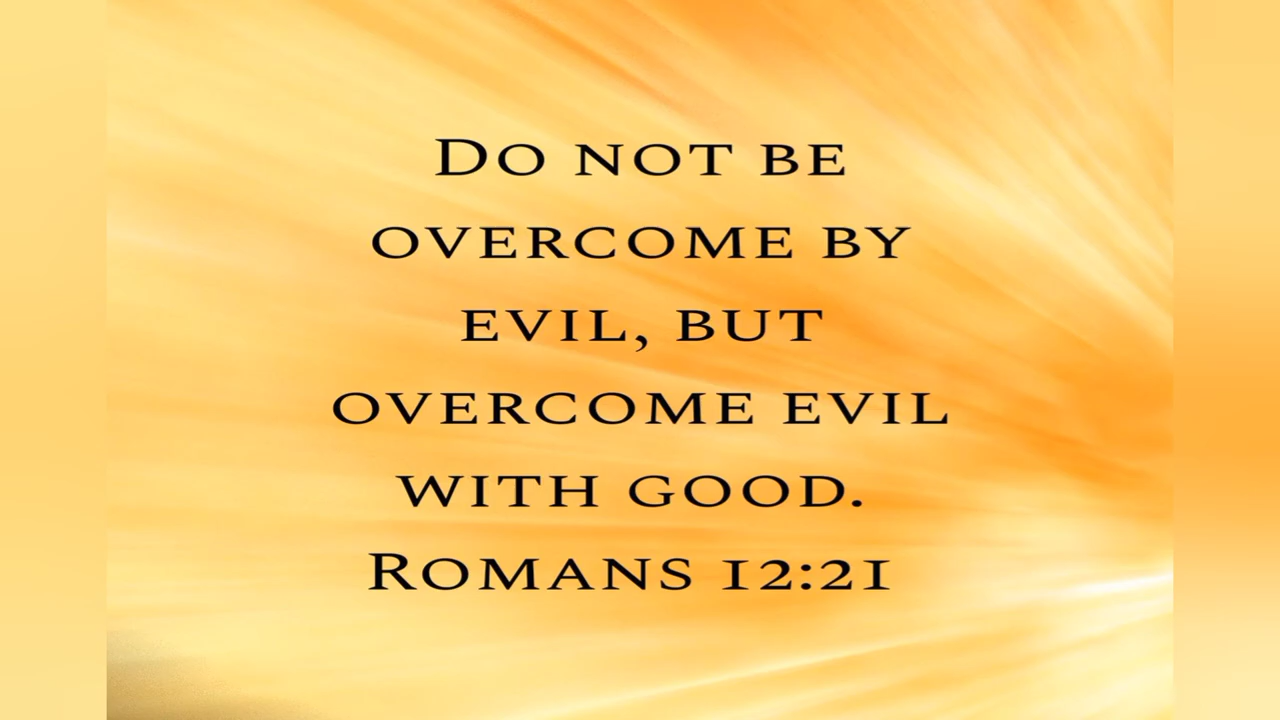 Do not be
overcome by
evil, but
overcome evil
with good.
Romans 12:21